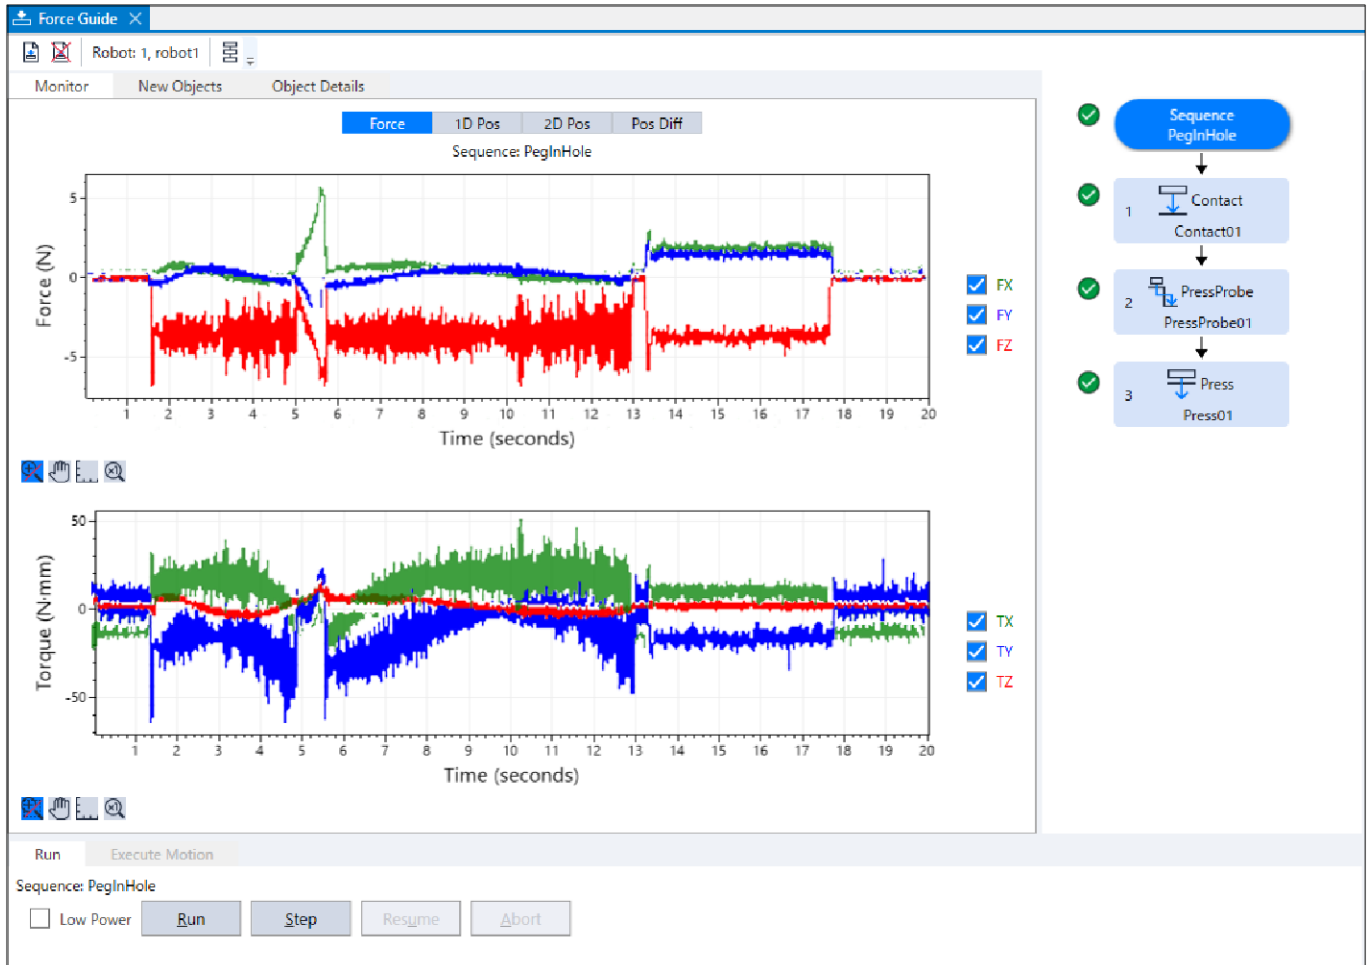 Force Guide
Robot: 1, robot1
Monitor New Objects Object Details
Force 1D Pos 2D Pos Pos Diff
Sequence: PegInHole
Force (N)
5
0
-5
1 2 3 4 5 6 7 8 9 10 11 12 13 14 15 16 17 18 19 20
Time (seconds)
FX
FY
FZ
Torque (N·mm)
50
0
-50
1 2 3 4 5 6 7 8 9 10 11 12 13 14 15 16 17 18 19 20
Time (seconds)
TX
TY
TZ
Sequence
PegInHole
1 Contact
Contact01
2 PressProbe
PressProbe01
3 Press
Press01
Run Execute Motion
Sequence: PegInHole
Low Power Run Step Resume Abort